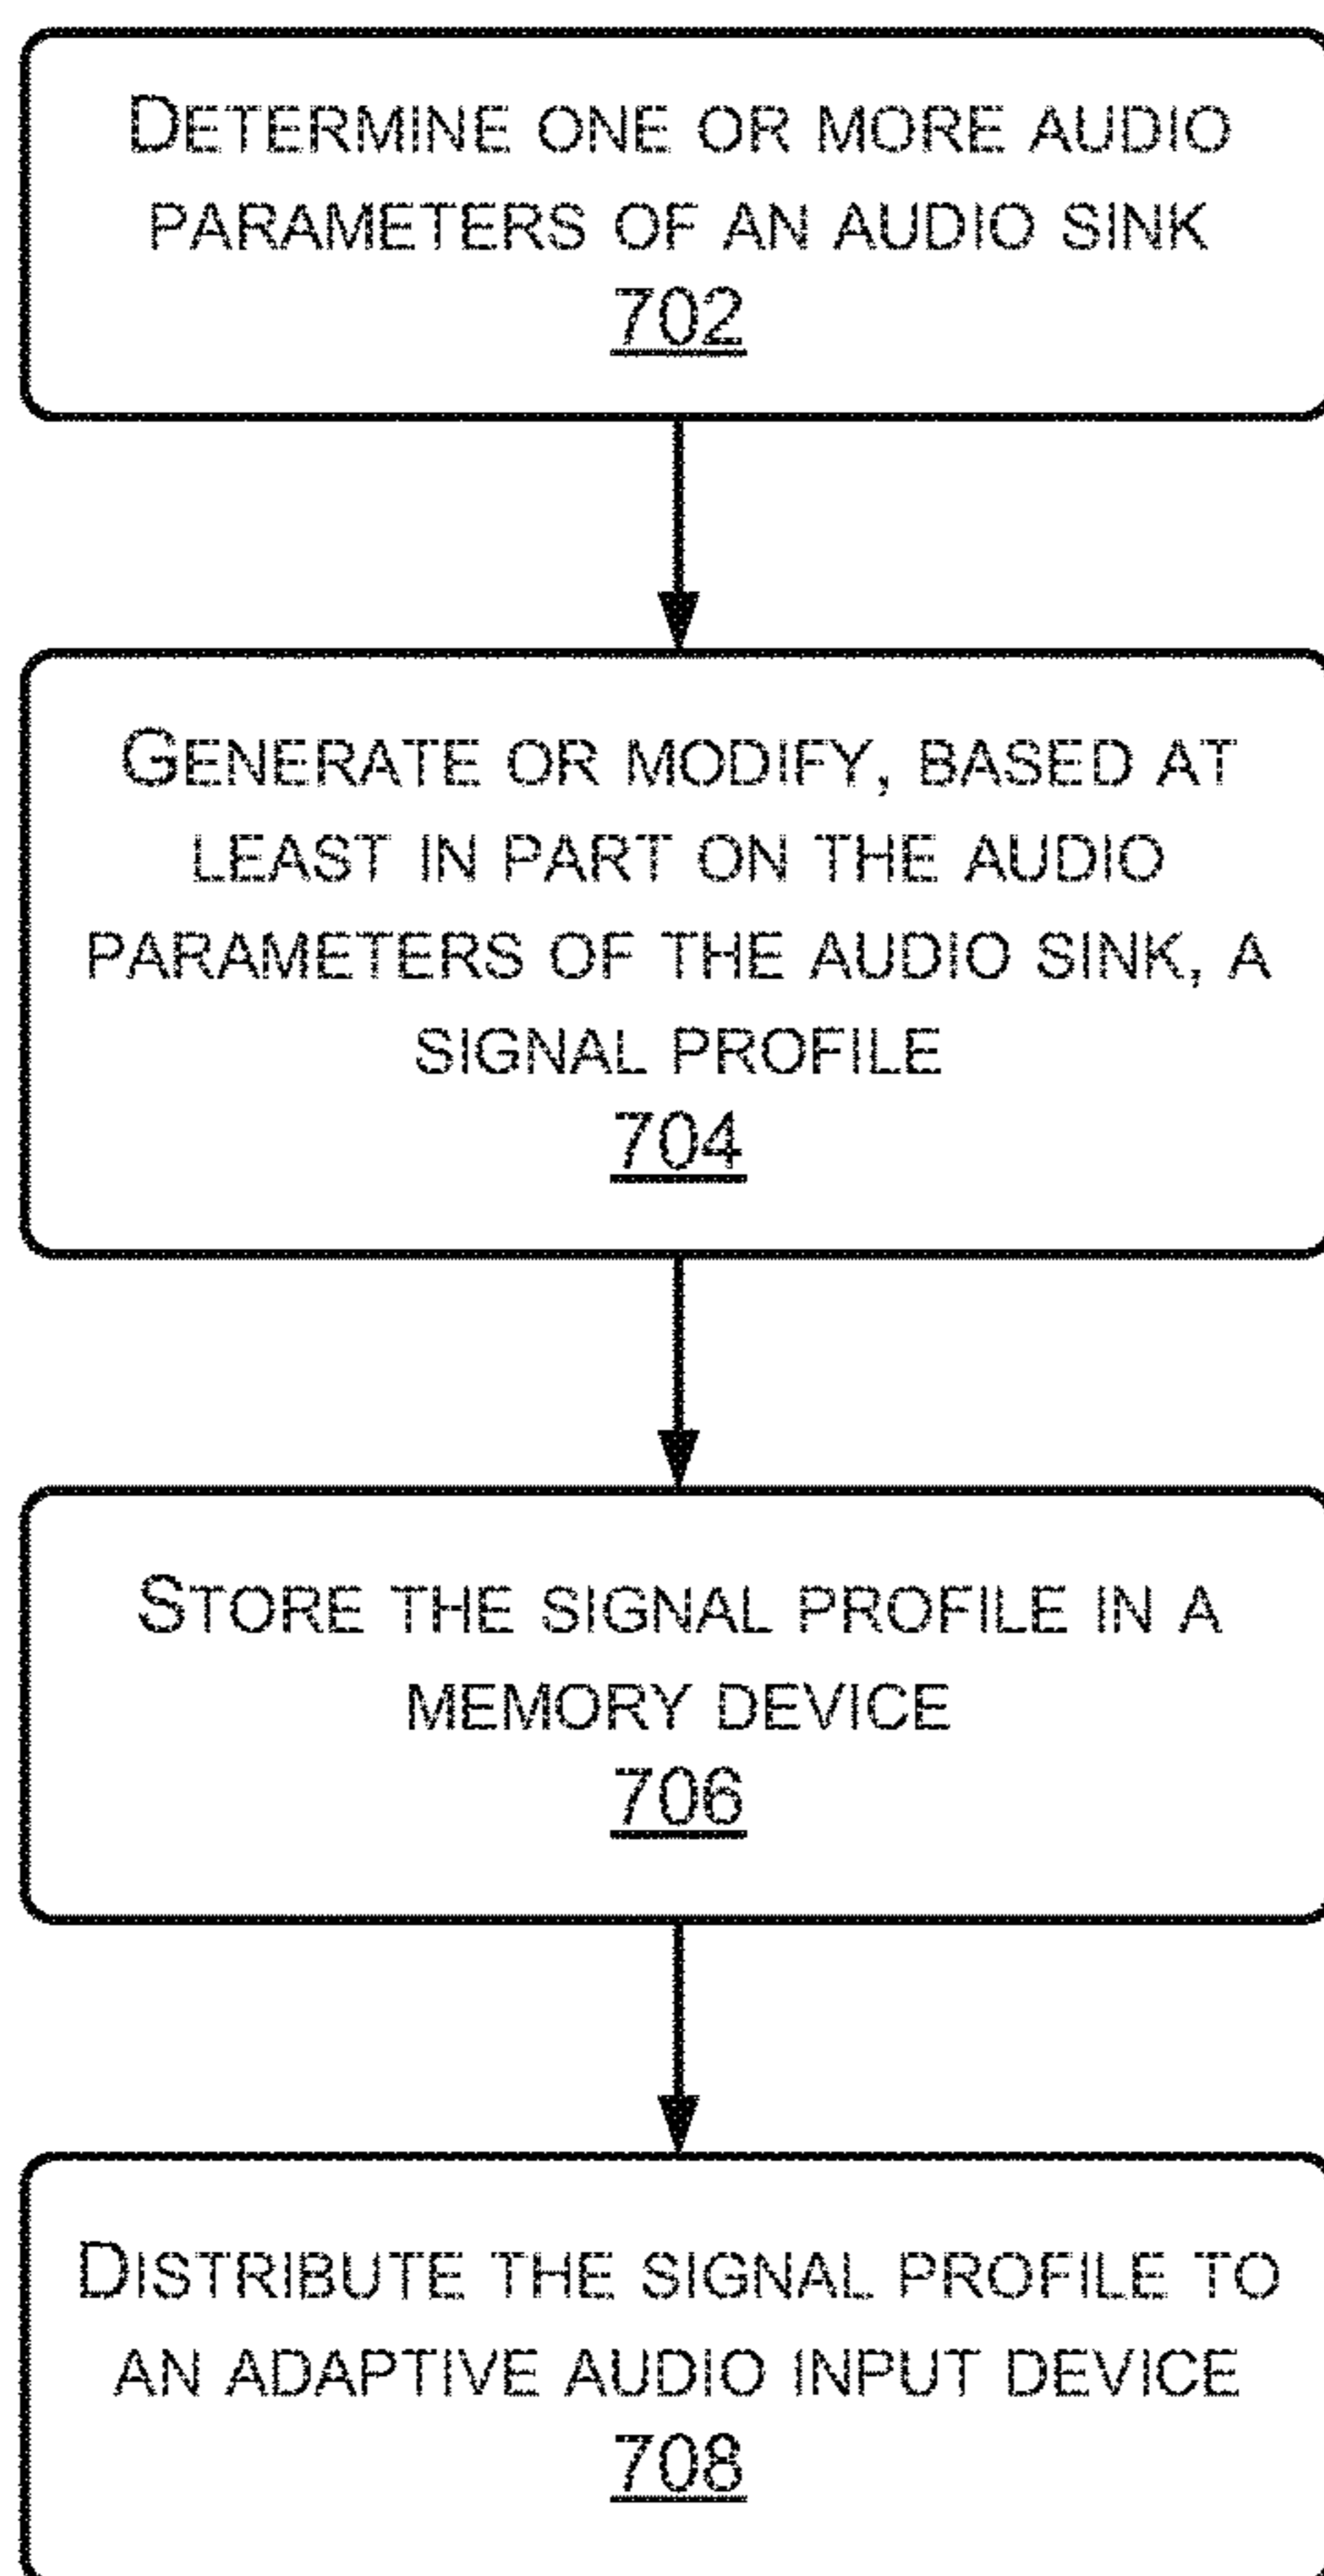 DETERMINE ONE OR MORE AUDIO
PARAMETERS OF AN AUDIO SINK
702
GENERATE OR MODIFY, BASED AT
LEAST IN PART ON THE AUDIO
PARAMETERS OF THE AUDIO SINK, A
SIGNAL PROFILE
704
STORE THE SIGNAL PROFILE IN A
MEMORY DEVICE
706
DISTRIBUTE THE SIGNAL PROFILE TO
AN ADAPTIVE AUDIO INPUT DEVICE
708